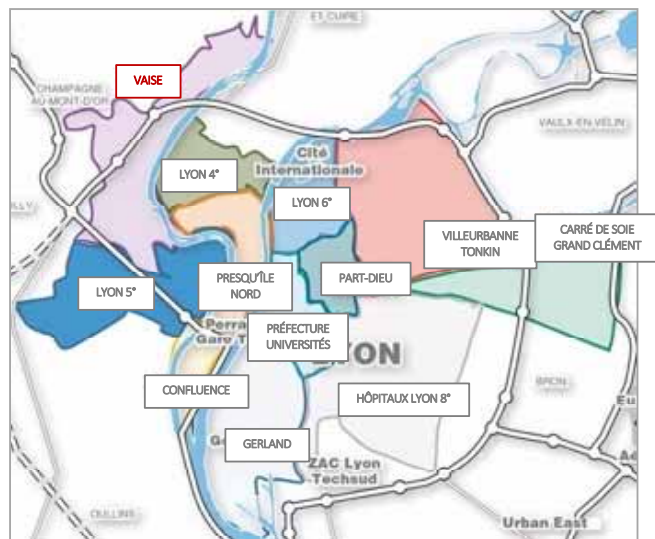 ET CUIRE
VAISE
CHAMPAGNE
AU-MONT-D'OR
VAULX-EN-VELIN
Cité
Internationale
LYON 4°
LYON 6°
CARRÉ DE SOIE
GRAND CLÉMENT
VILLEURBANNE
TONKIN
PRESQU'ÎLE
NORD
PART-DIEU
LYON 5°
PRÉFECTURE
UNIVERSITÉS
LYON
CONFLUENCE
HÔPITAUX LYON 8°
BRON
GERLAND
ZAC Lyon
Techsud
OULLINS
Urban East